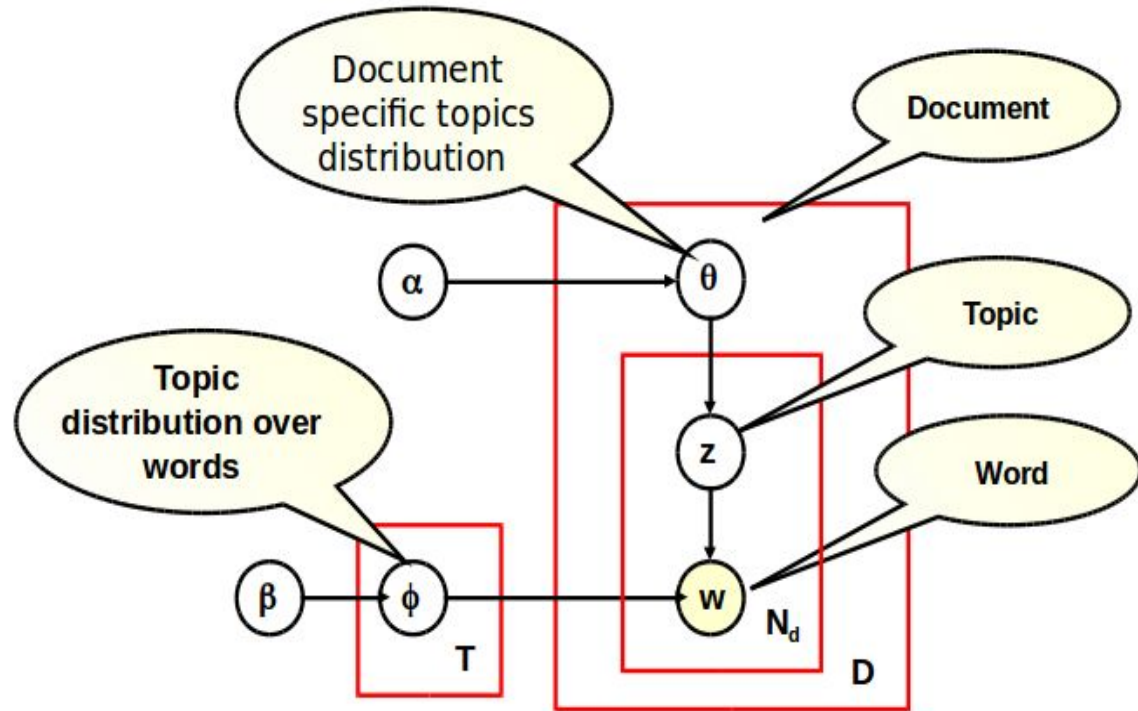 Document
specific topics
distribution
Document
α
θ
Topic
Topic
distribution over
words
z
Word
β
ϕ
w
N_d
T
D